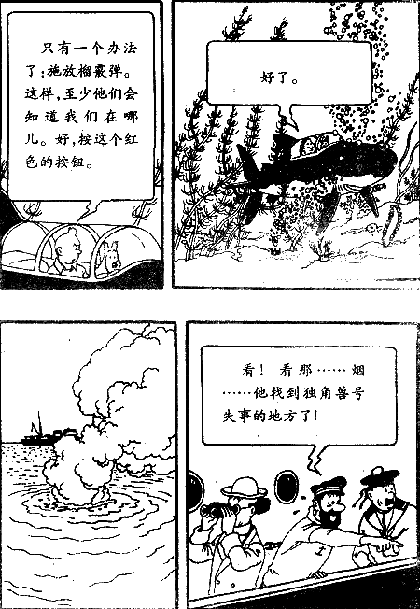 只有一个办法
了：施放榴霰弹。
这样，至少他们会
知道我们在哪
儿。好，按这个红
色的按钮。
好了。
看！看那……烟
……他找到独角兽号
失事的地方了！